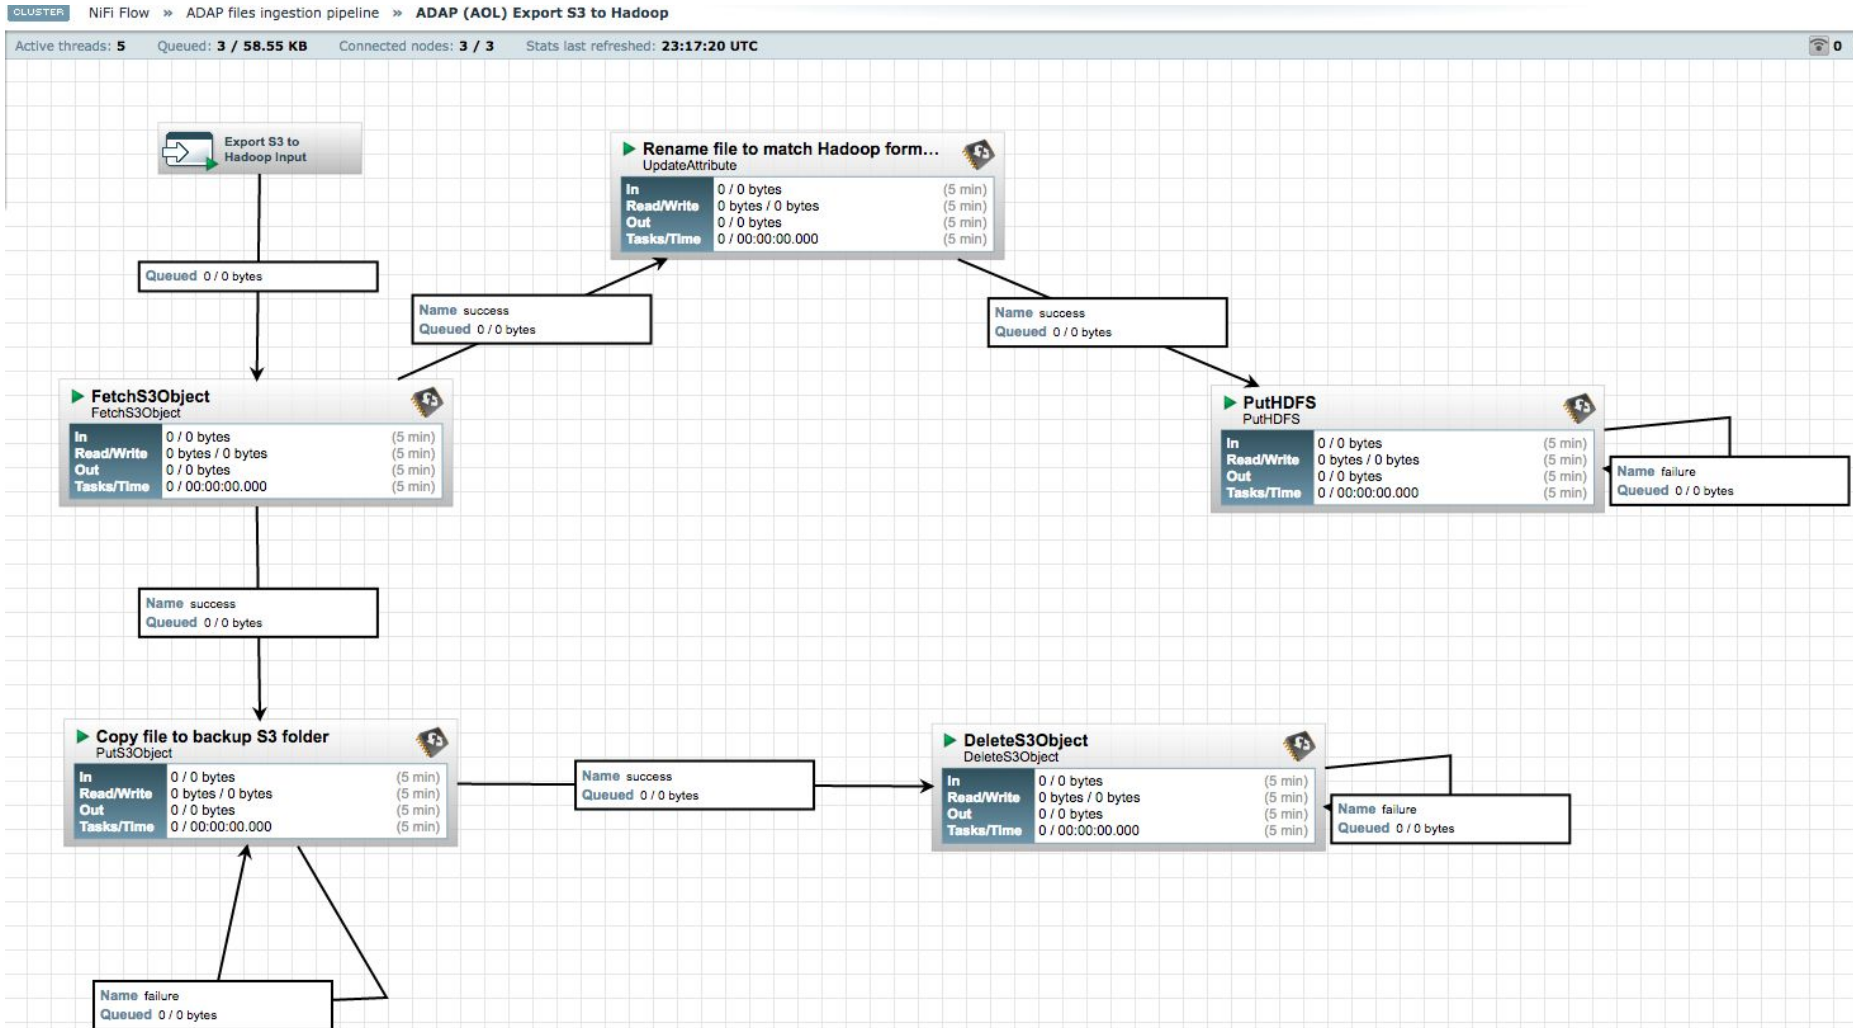 CLUSTER NiFi Flow » ADAP files ingestion pipeline » ADAP (AOL) Export S3 to Hadoop
Active threads: 5 Queued: 3 / 58.55 KB Connected nodes: 3 / 3 Stats last refreshed: 23:17:20 UTC 0
Export S3 to
Hadoop Input
Queued 0 / 0 bytes
Rename file to match Hadoop form...
UpdateAttribute
In 0 / 0 bytes (5 min)
Read/Write 0 bytes / 0 bytes (5 min)
Out 0 / 0 bytes (5 min)
Tasks/Time 0 / 00:00:00.000 (5 min)
Name success
Queued 0 / 0 bytes
Name success
Queued 0 / 0 bytes
FetchS3Object
FetchS3Object
In 0 / 0 bytes (5 min)
Read/Write 0 bytes / 0 bytes (5 min)
Out 0 / 0 bytes (5 min)
Tasks/Time 0 / 00:00:00.000 (5 min)
PutHDFS
PutHDFS
In 0 / 0 bytes (5 min)
Read/Write 0 bytes / 0 bytes (5 min)
Out 0 / 0 bytes (5 min)
Tasks/Time 0 / 00:00:00.000 (5 min)
Name failure
Queued 0 / 0 bytes
Name success
Queued 0 / 0 bytes
Copy file to backup S3 folder
PutS3Object
In 0 / 0 bytes (5 min)
Read/Write 0 bytes / 0 bytes (5 min)
Out 0 / 0 bytes (5 min)
Tasks/Time 0 / 00:00:00.000 (5 min)
Name success
Queued 0 / 0 bytes
DeleteS3Object
DeleteS3Object
In 0 / 0 bytes (5 min)
Read/Write 0 bytes / 0 bytes (5 min)
Out 0 / 0 bytes (5 min)
Tasks/Time 0 / 00:00:00.000 (5 min)
Name failure
Queued 0 / 0 bytes
Name failure
Queued 0 / 0 bytes